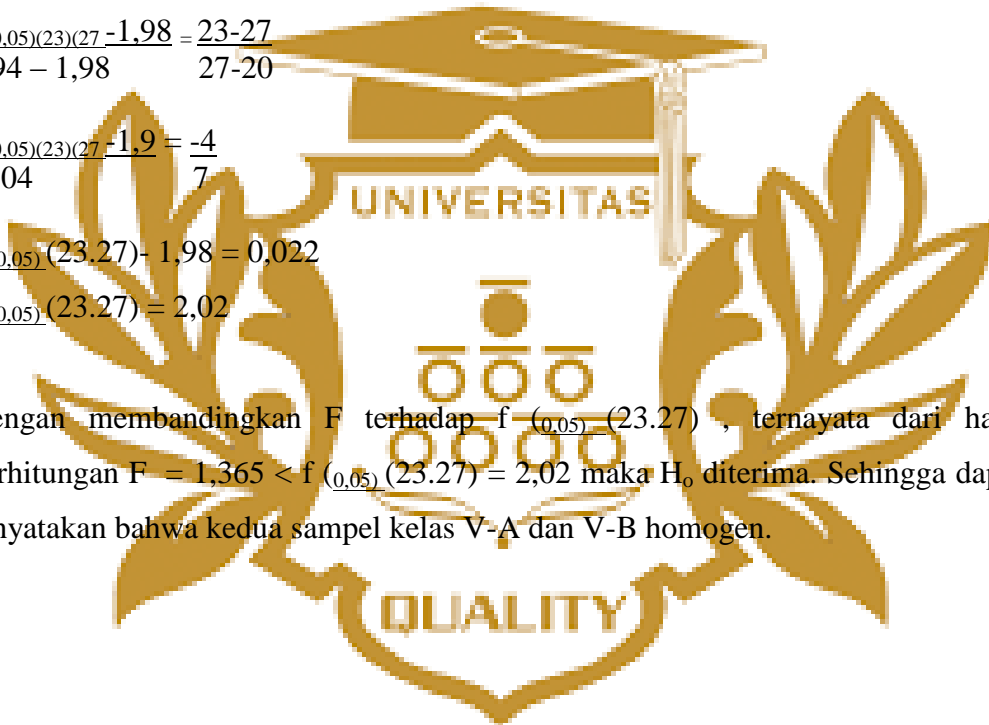 0,05)(23)(27 -1,98 = 23-27
94 – 1,98 27-20
0,05)(23)(27 -1,9 = -4
04 7
UNIVERSITAS
0,05) (23.27)- 1,98 = 0,022
0,05) (23.27) = 2,02
engan membandingkan F terhadap f (0,05) (23.27) , ternayata dari ha
rhitungan F = 1,365 < f (0,05) (23.27) = 2,02 maka Ho diterima. Sehingga dap
nyatakan bahwa kedua sampel kelas V-A dan V-B homogen.
QUALITY